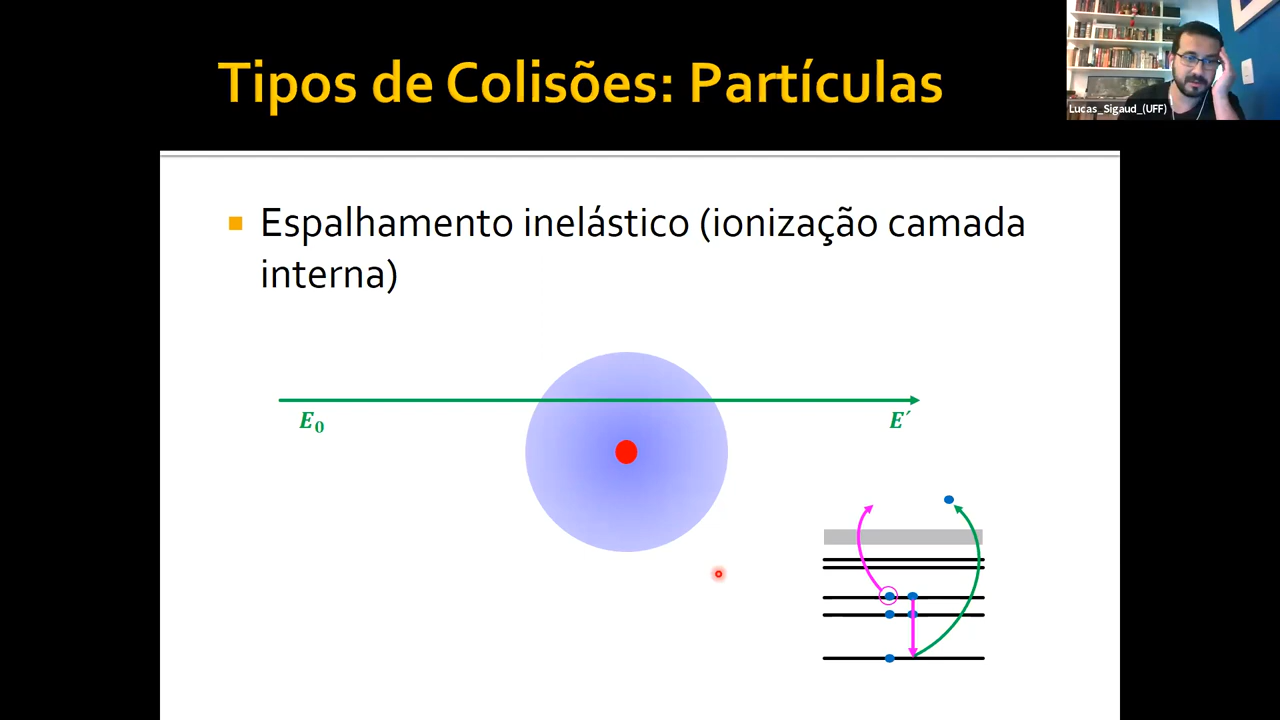 Tipos de Colisões: Partículas
Lucas_Sigaud_(UFF)
Espalhamento inelástico (ionização camada
interna)
E₀
E´